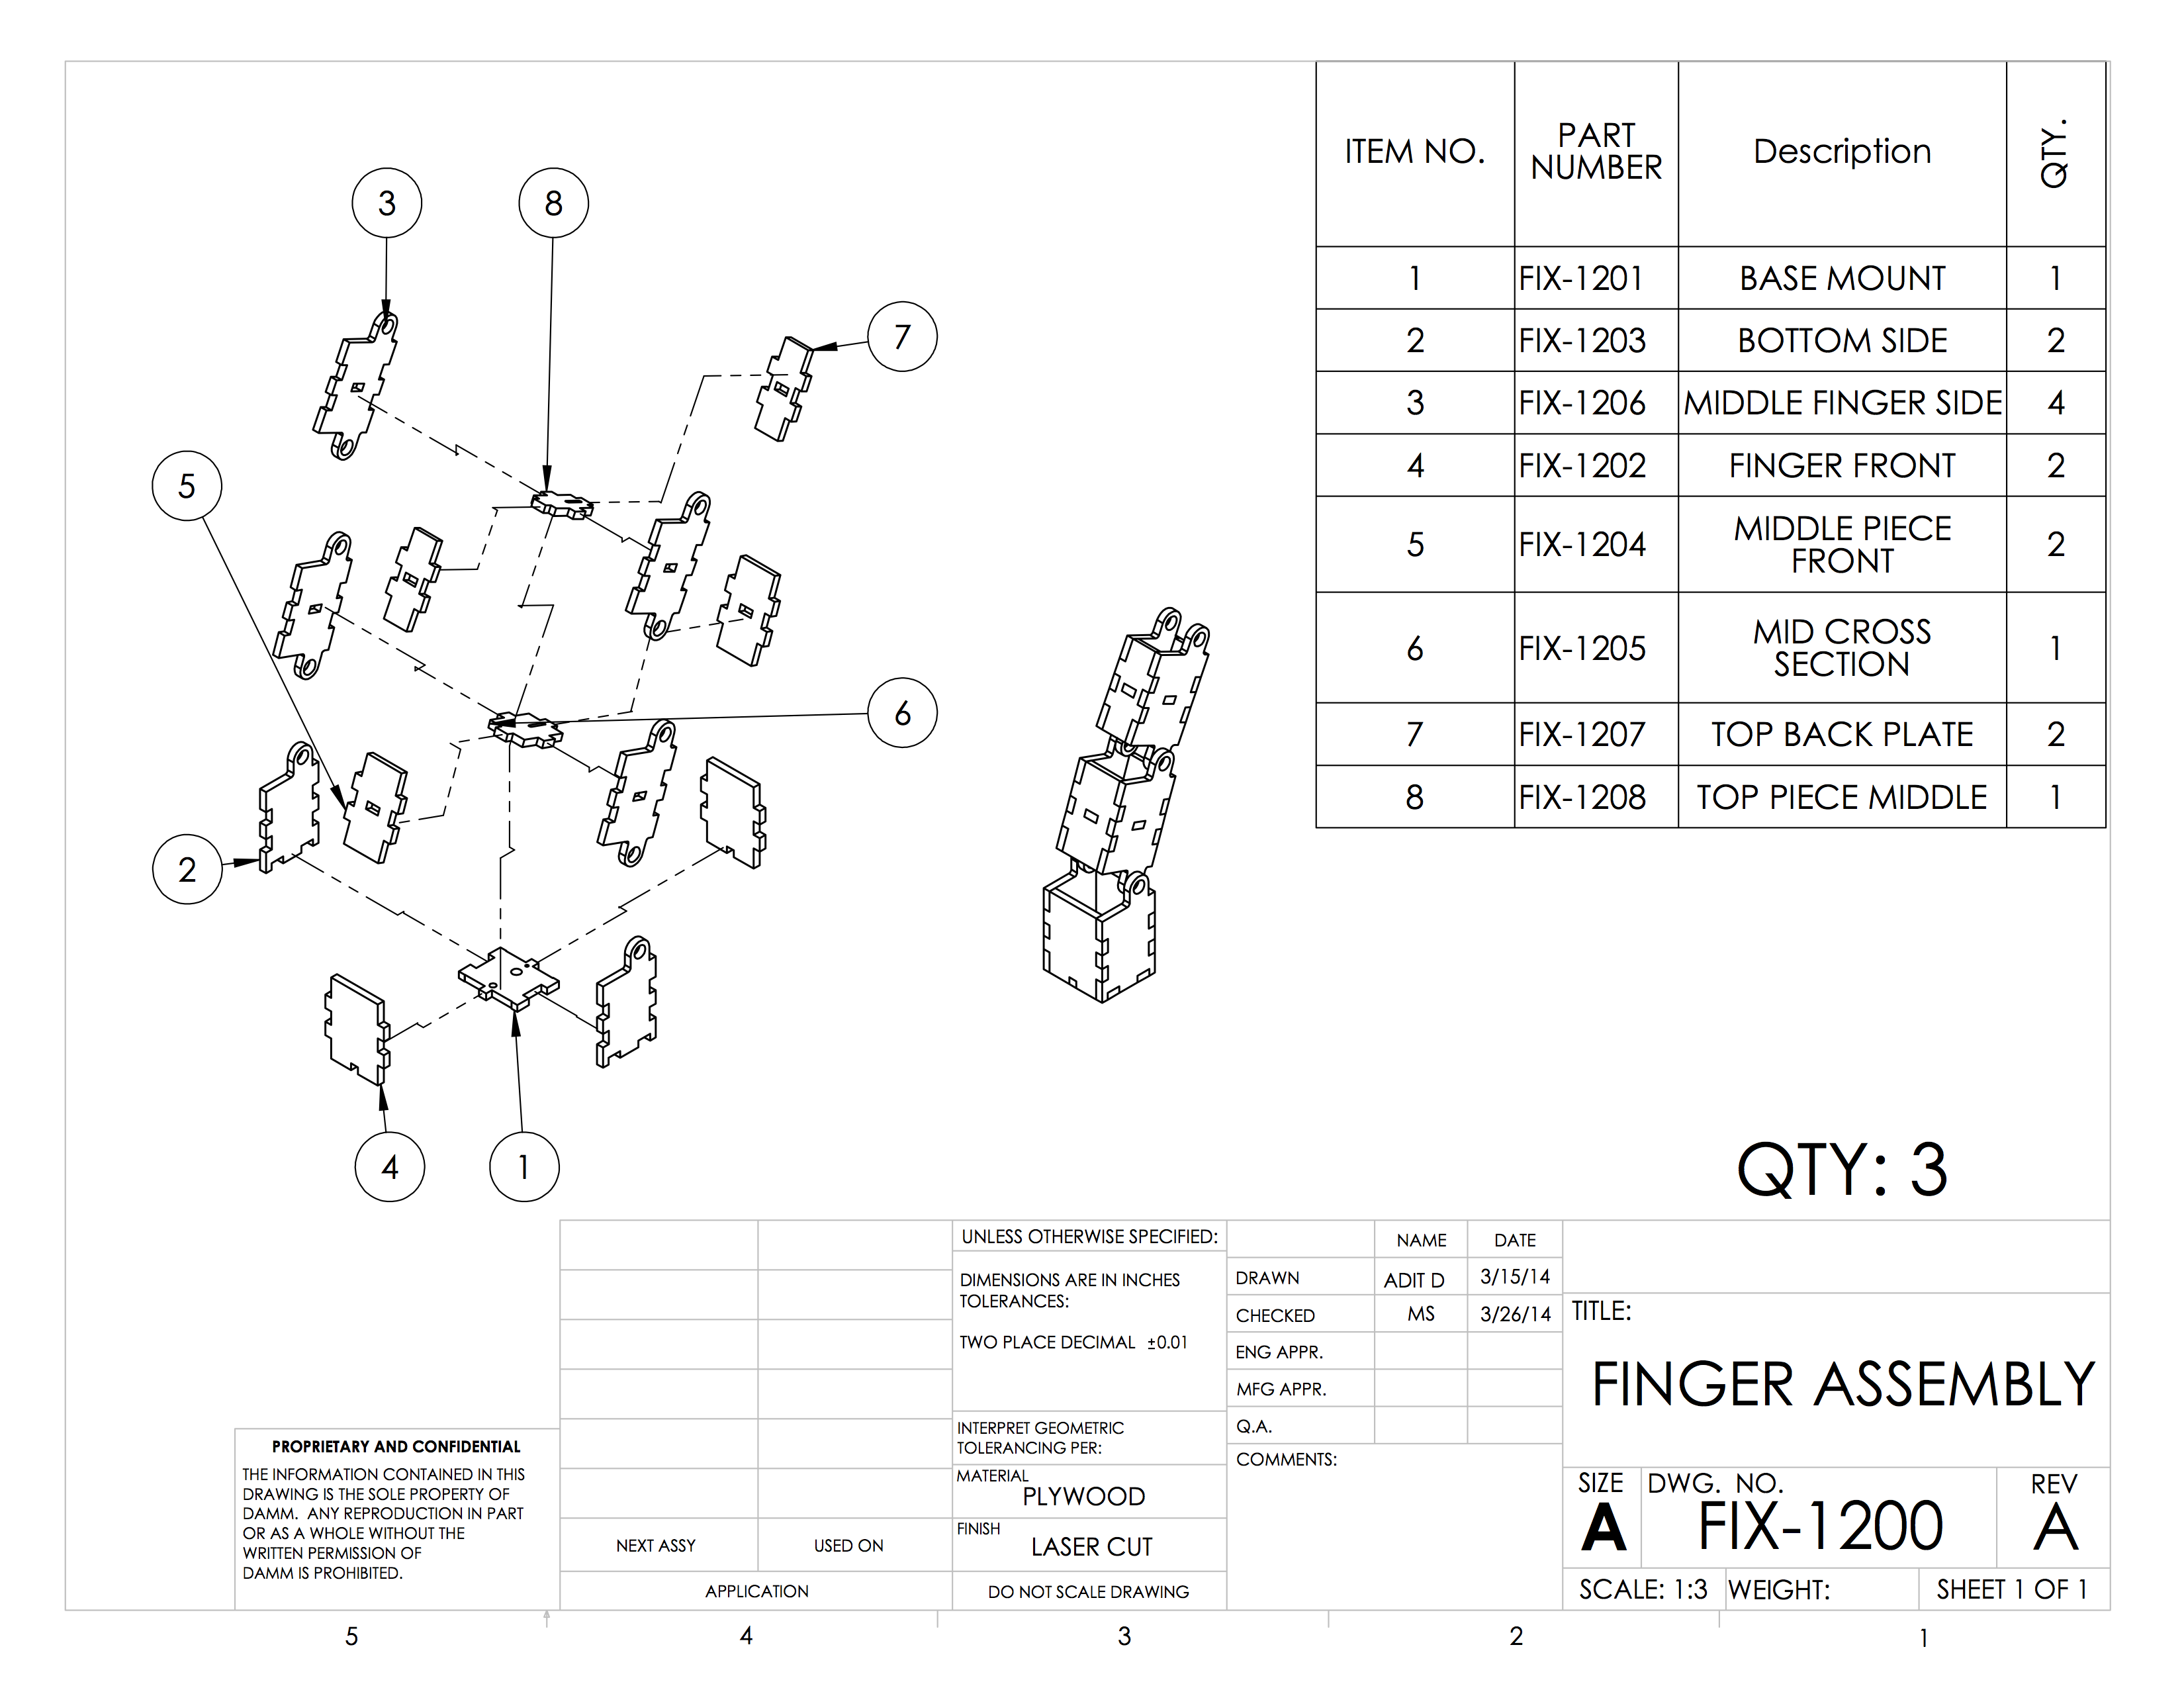 3
8
7
5
6
2
4
1
ITEM NO. PART NUMBER Description QTY.
1 FIX-1201 BASE MOUNT 1
2 FIX-1203 BOTTOM SIDE 2
3 FIX-1206 MIDDLE FINGER SIDE 4
4 FIX-1202 FINGER FRONT 2
5 FIX-1204 MIDDLE PIECE FRONT 2
6 FIX-1205 MID CROSS SECTION 1
7 FIX-1207 TOP BACK PLATE 2
8 FIX-1208 TOP PIECE MIDDLE 1
QTY: 3
PROPRIETARY AND CONFIDENTIAL
THE INFORMATION CONTAINED IN THIS
DRAWING IS THE SOLE PROPERTY OF
DAMM. ANY REPRODUCTION IN PART
OR AS A WHOLE WITHOUT THE
WRITTEN PERMISSION OF
DAMM IS PROHIBITED.
NEXT ASSY USED ON
APPLICATION
UNLESS OTHERWISE SPECIFIED:
DIMENSIONS ARE IN INCHES
TOLERANCES:
TWO PLACE DECIMAL ±0.01
INTERPRET GEOMETRIC
TOLERANCING PER:
MATERIAL
PLYWOOD
FINISH
LASER CUT
DO NOT SCALE DRAWING
NAME DATE
DRAWN ADIT D 3/15/14
CHECKED MS 3/26/14
ENG APPR.
MFG APPR.
Q.A.
COMMENTS:
TITLE:
FINGER ASSEMBLY
SIZE DWG. NO. REV
A FIX-1200 A
SCALE: 1:3 WEIGHT: SHEET 1 OF 1
5 4 3 2 1